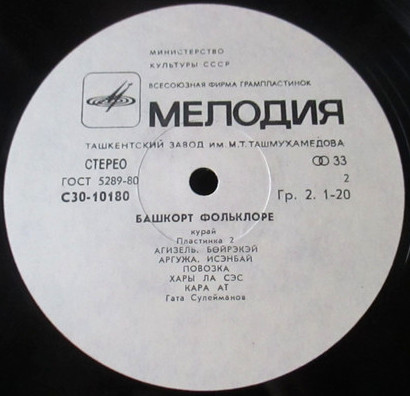 МИНИСТЕРСТВО
КУЛЬТУРЫ СССР
ВСЕСОЮЗНАЯ ФИРМА ГРАМПЛАСТИНОК
МЕЛОДИЯ
ТАШКЕНТСКИЙ ЗАВОД ИМ. М.Т. ТАШМУХАМЕДОВА
СТЕРЕО 33
ГОСТ 5289-80 2
С30-10180 Гр. 2. 1-20
БАШКОРТ ФОЛЬКЛОРЕ
курай
Пластинка 2
АГИЗЕЛЬ, БӨЙРЭКЭЙ
АРГУЖА, ИСЭНБАЙ
ПОВОЗКА
ХАРЫ ЛА СЭС
КАРА АТ
Гата Сулейманов